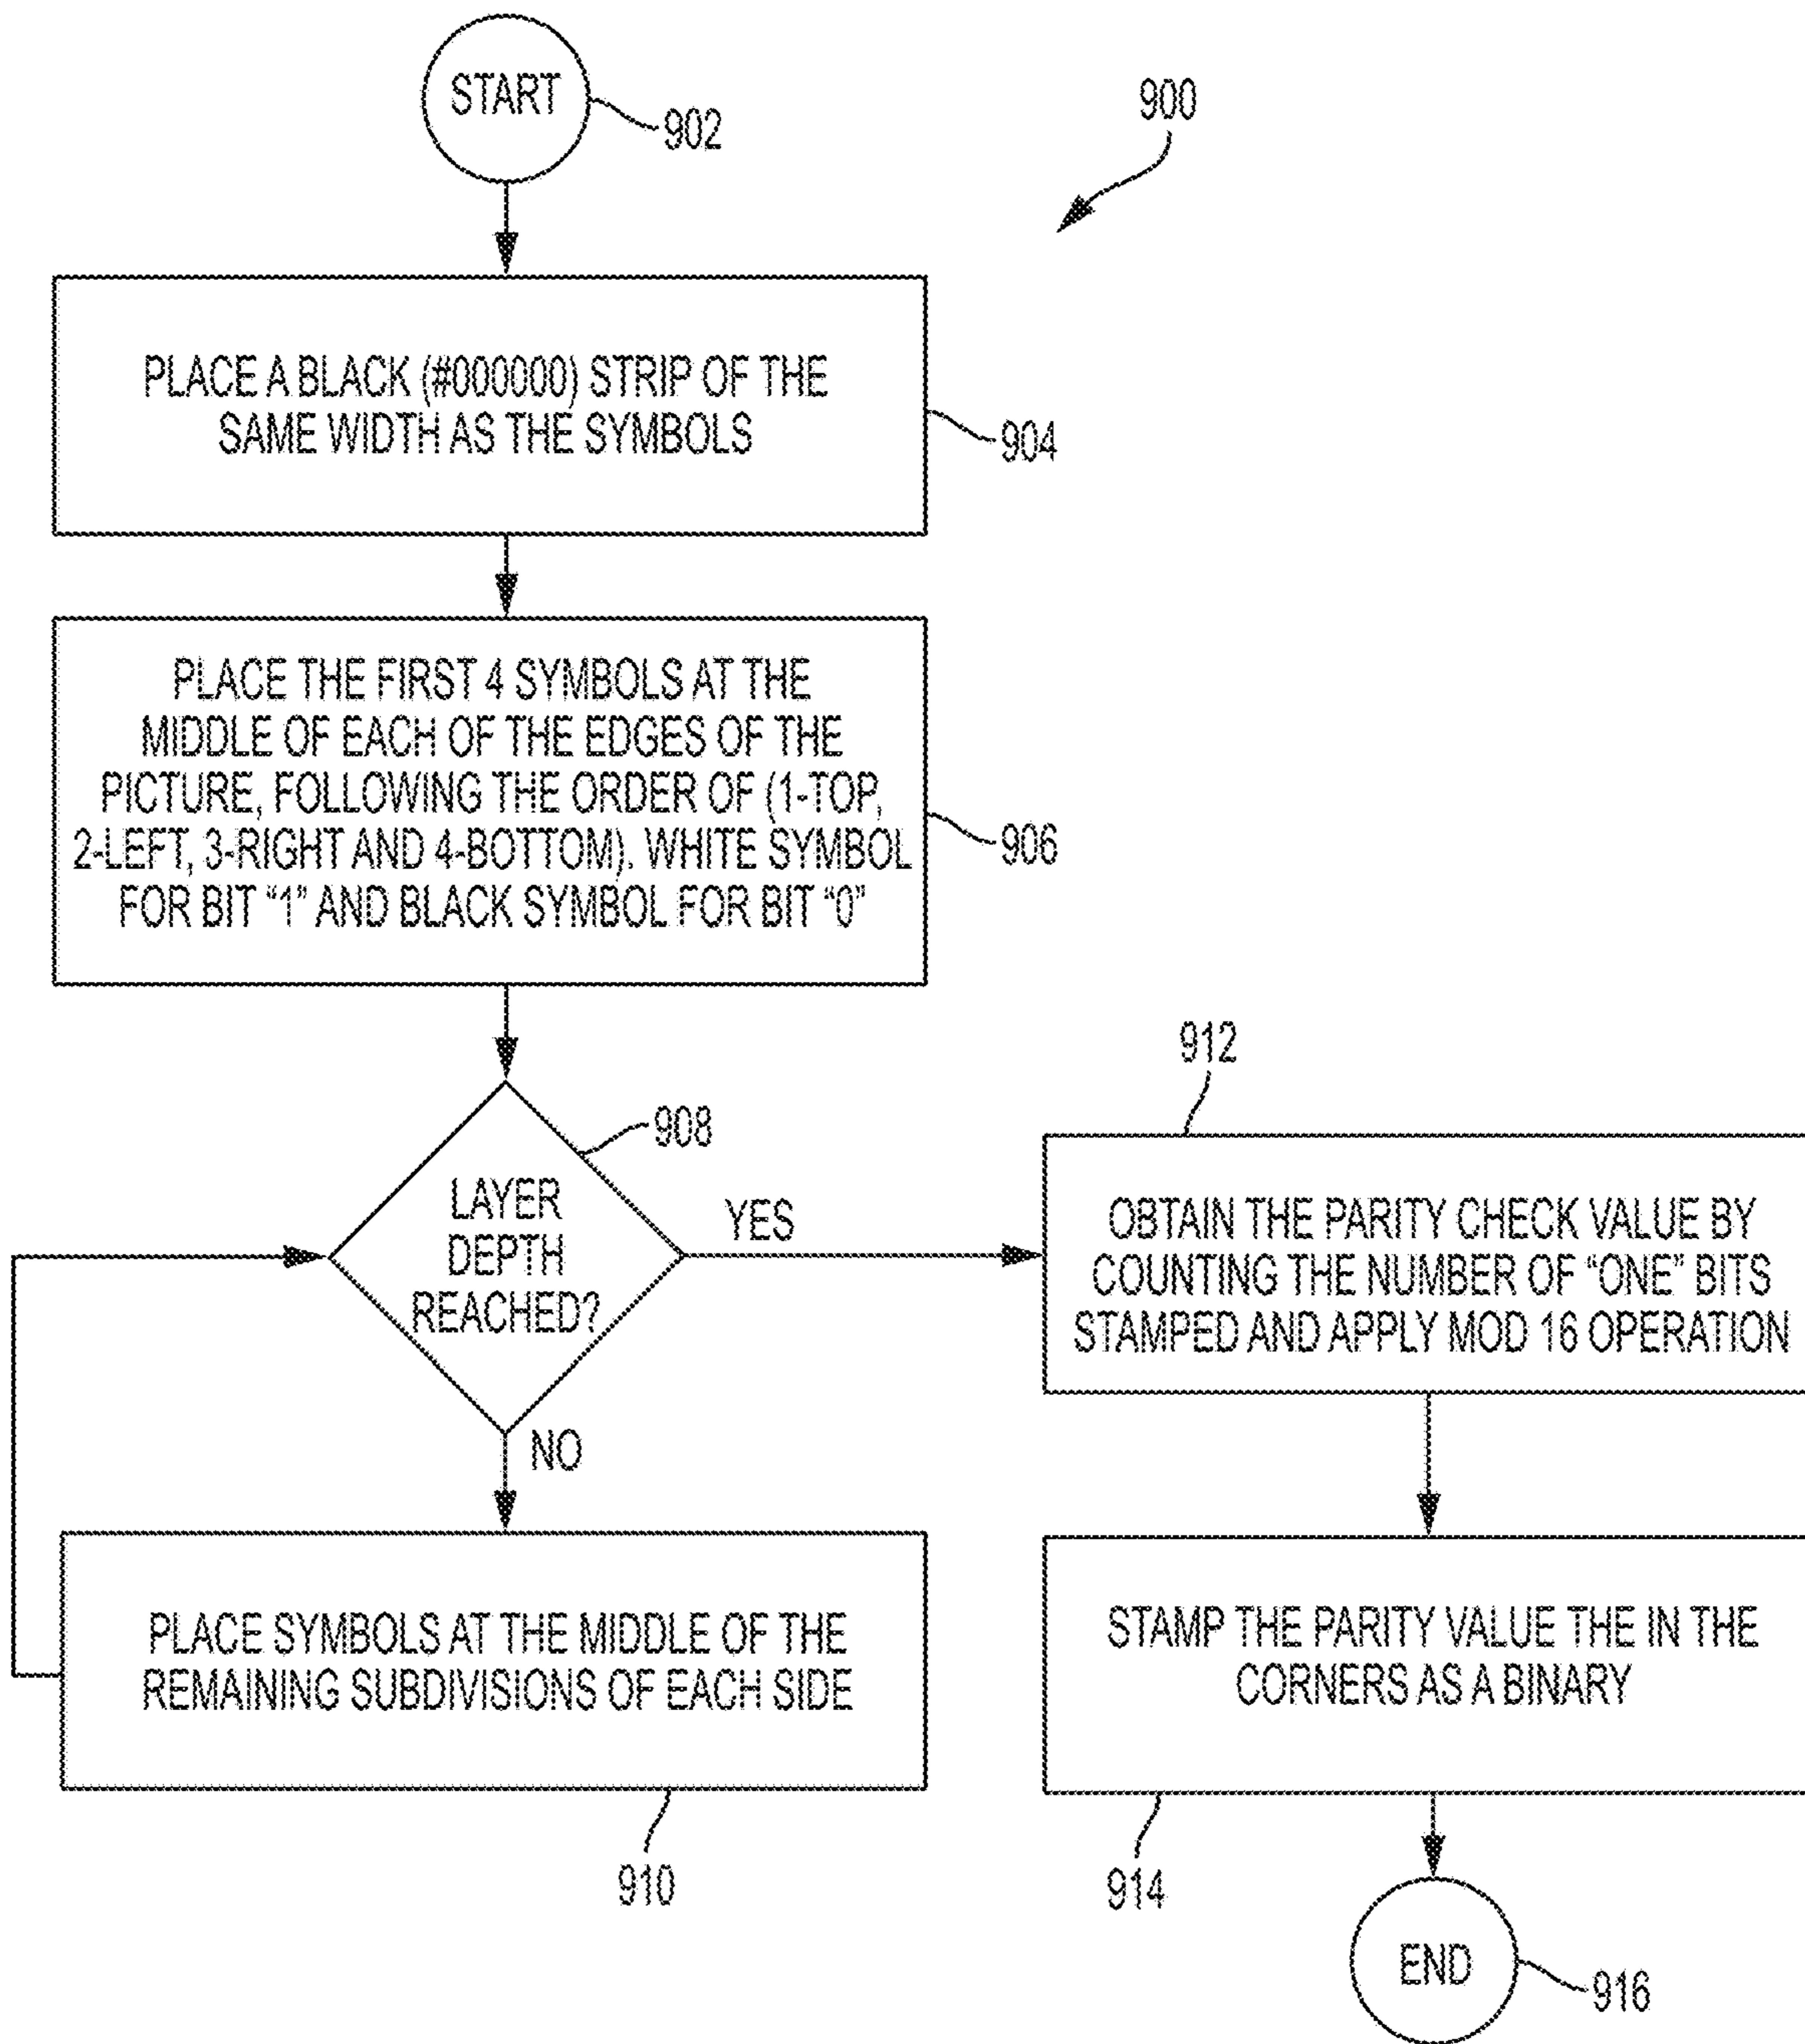 START
902
900
PLACE A BLACK (#000000) STRIP OF THE
SAME WIDTH AS THE SYMBOLS
904
PLACE THE FIRST 4 SYMBOLS AT THE
MIDDLE OF EACH OF THE EDGES OF THE
PICTURE, FOLLOWING THE ORDER OF (1-TOP,
2-LEFT, 3-RIGHT AND 4-BOTTOM). WHITE SYMBOL
FOR BIT “1” AND BLACK SYMBOL FOR BIT “0”
906
LAYER
DEPTH
REACHED?
908
YES
NO
912
OBTAIN THE PARITY CHECK VALUE BY
COUNTING THE NUMBER OF “ONE” BITS
STAMPED AND APPLY MOD 16 OPERATION
PLACE SYMBOLS AT THE MIDDLE OF THE
REMAINING SUBDIVISIONS OF EACH SIDE
910
STAMP THE PARITY VALUE THE IN THE
CORNERS AS A BINARY
914
END
916